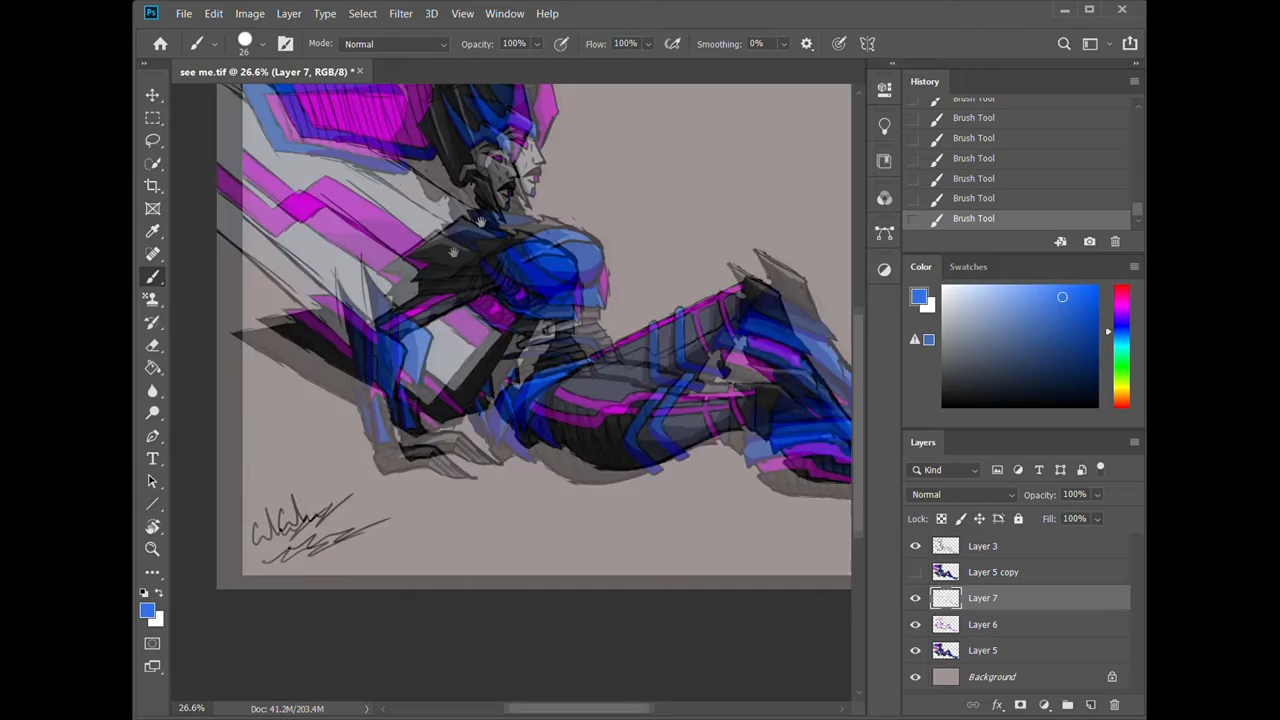 Ps File Edit Image Layer Type Select Filter 3D View Window Help
26 Mode: Normal Opacity: 100% Flow: 100% Smoothing: 0%
see me.tif @ 26.6% (Layer 7, RGB/8) *
History
Brush Tool
Brush Tool
Brush Tool
Brush Tool
Brush Tool
Brush Tool
Brush Tool
Color Swatches
Layers
Kind
Normal Opacity: 100%
Lock: Fill: 100%
Layer 3
Layer 5 copy
Layer 7
Layer 6
Layer 5
Background
26.6% Doc: 41.2M/203.4M